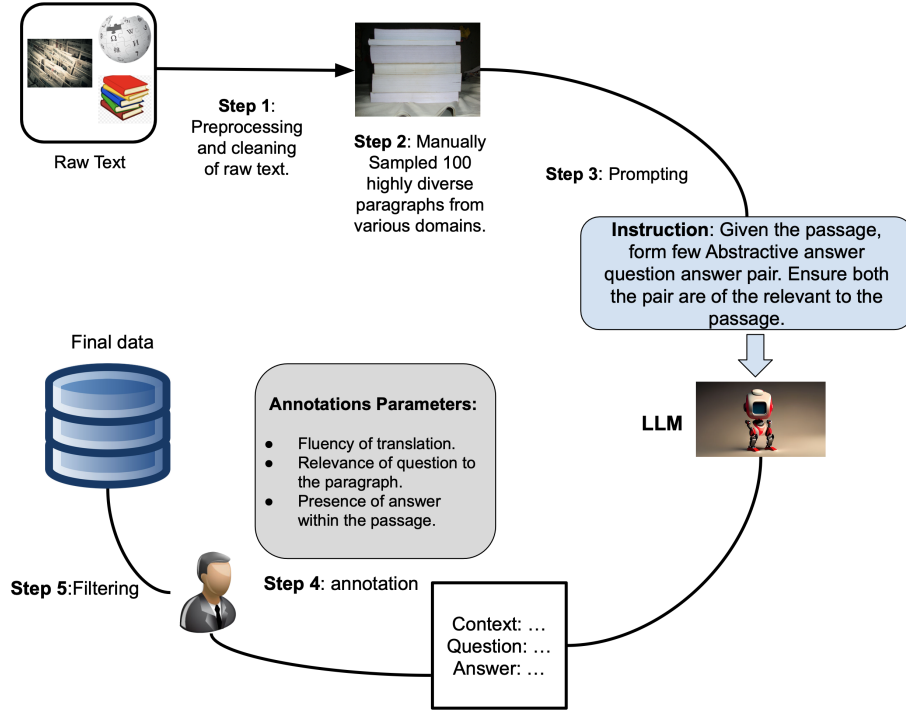 Raw Text
Step 1:
Preprocessing
and cleaning
of raw text.
Step 2: Manually
Sampled 100
highly diverse
paragraphs from
various domains.
Step 3: Prompting
Instruction: Given the passage,
form few Abstractive answer
question answer pair. Ensure both
the pair are of the relevant to the
passage.
LLM
Final data
Annotations Parameters:
● Fluency of translation.
● Relevance of question to
the paragraph.
● Presence of answer
within the passage.
Step 4: annotation
Step 5:Filtering
Context: …
Question: …
Answer: …